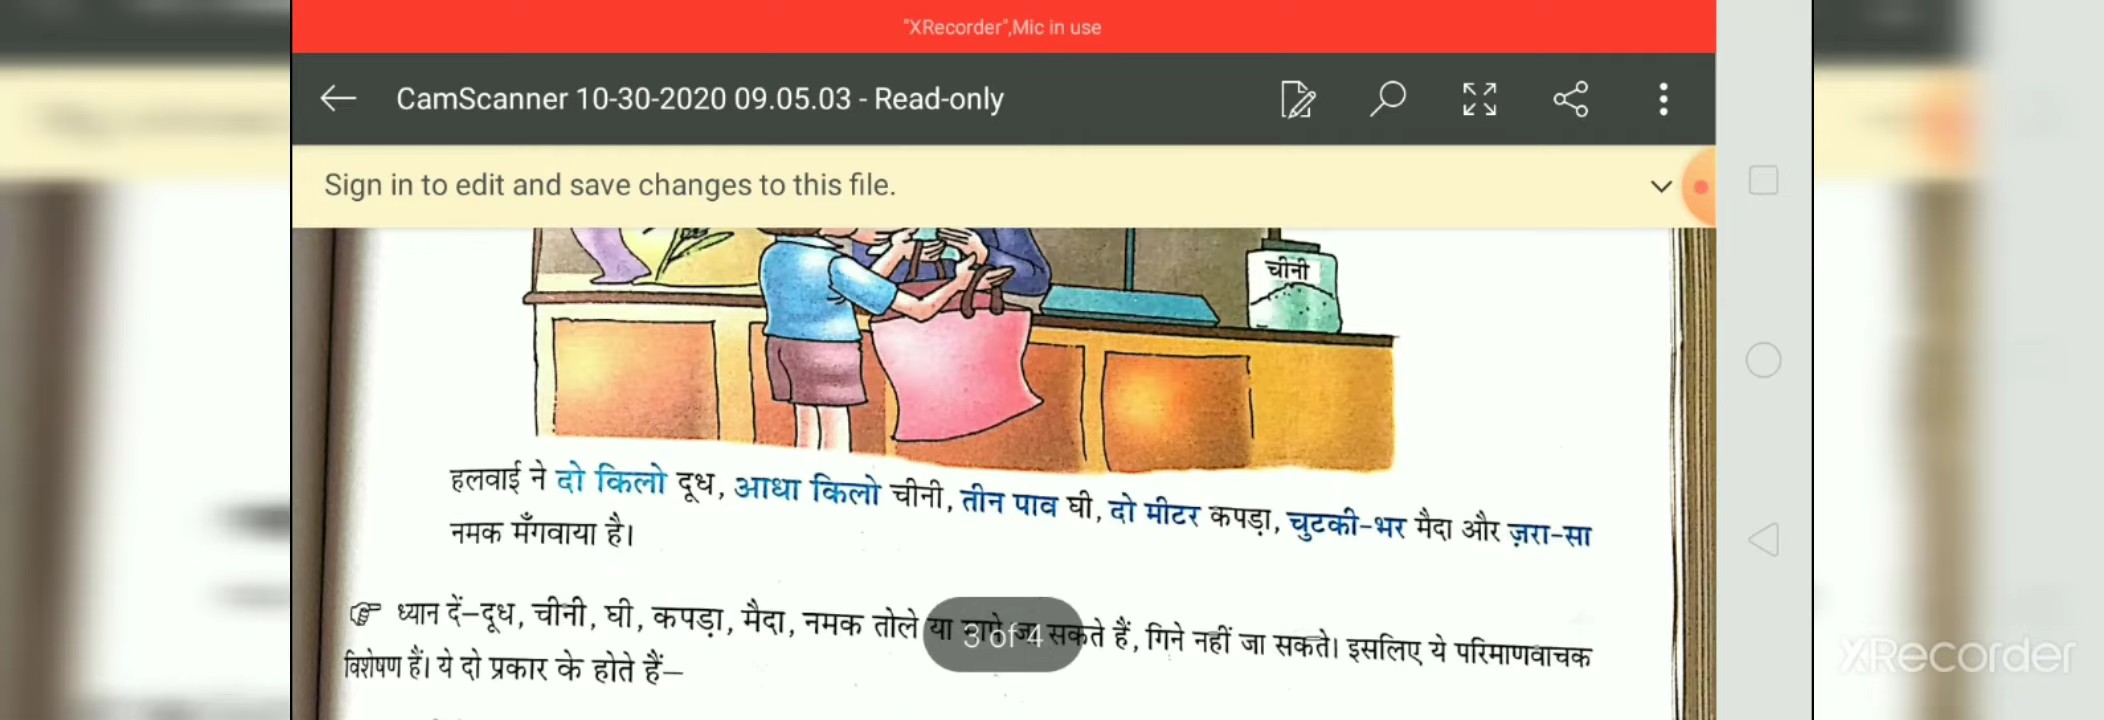 "XRecorder",Mic in use
CamScanner 10-30-2020 09.05.03 - Read-only
Sign in to edit and save changes to this file.
चीनी
हलवाई ने दो किलो दूध, आधा किलो चीनी, तीन पाव घी, दो मीटर कपड़ा, चुटकी-भर मैदा और ज़रा-सा
नमक मँगवाया है।
ध्यान दें–दूध, चीनी, घी, कपड़ा, मैदा, नमक तोले या जा सकते हैं, गिने नहीं जा सकते। इसलिए ये परिमाणवाचक
3 of 4
विशेषण हैं। ये दो प्रकार के होते हैं–
XRecorder